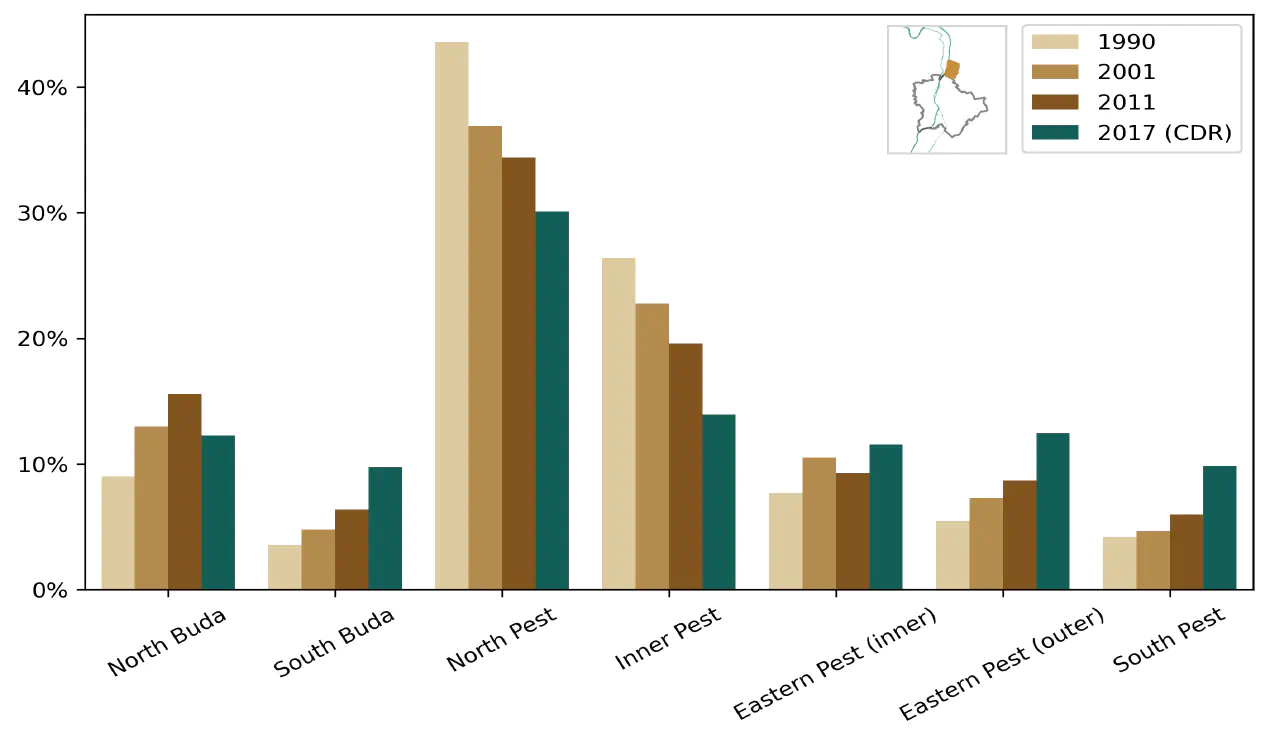 40%
30%
20%
10%
0%
1990
2001
2011
2017 (CDR)
North Buda
South Buda
North Pest
Inner Pest
Eastern Pest (inner)
Eastern Pest (outer)
South Pest